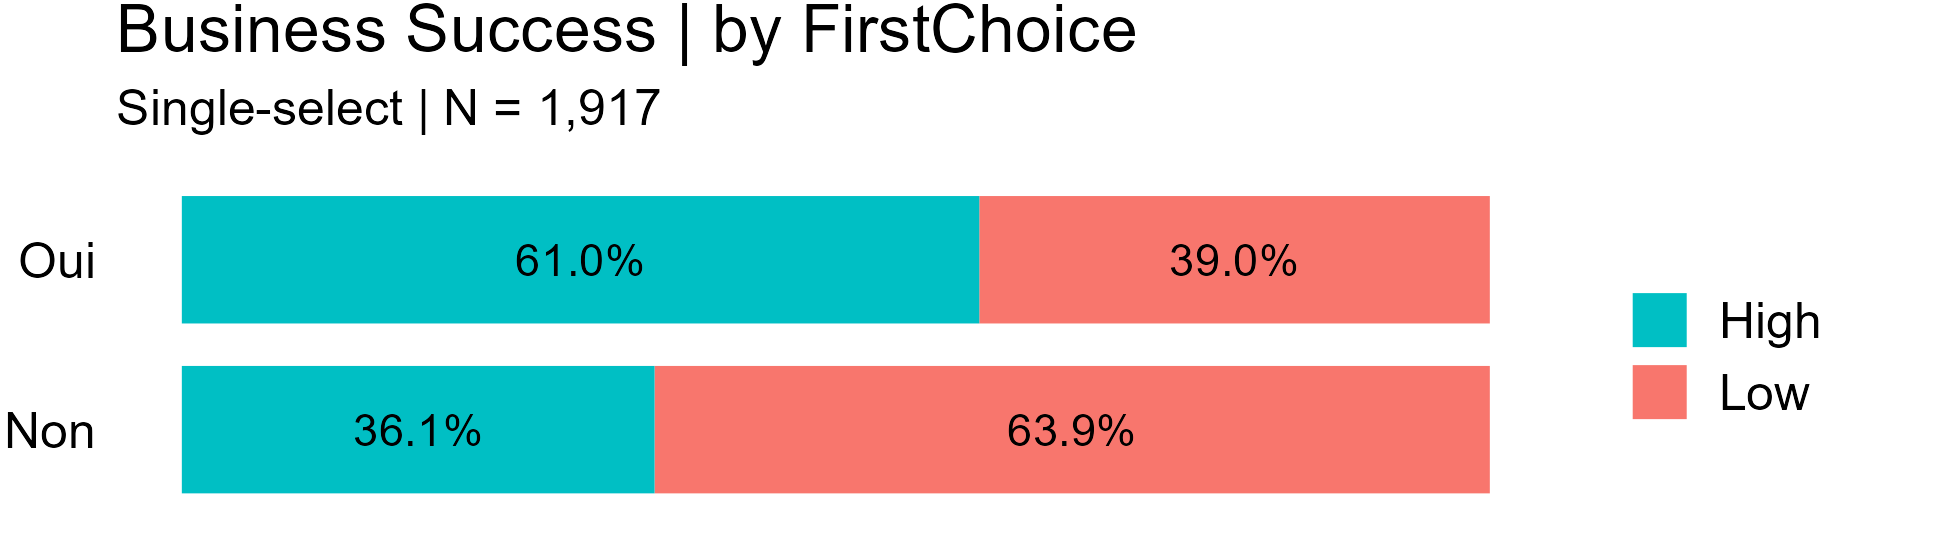 Business Success | by FirstChoice
Single-select | N = 1,917
Oui
61.0%
39.0%
Non
36.1%
63.9%
High
Low